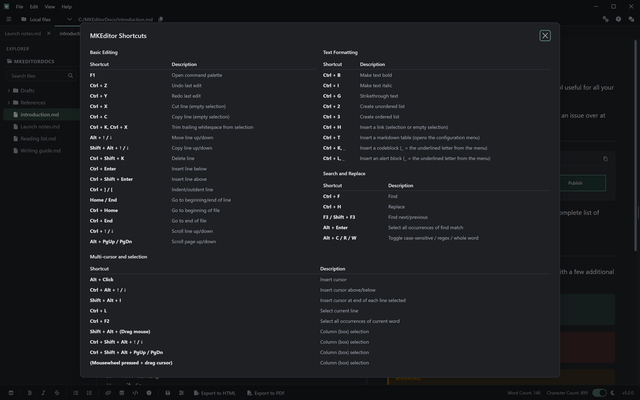 File Edit View Help
Local files C:/MKEditorDocs/introduction.md
Launch notes.md
EXPLORER
MKEDITORDOCS
Search files
Drafts
References
introduction.md
Launch notes.md
Reading list.md
Writing guide.md
MKEditor Shortcuts
Basic Editing
Shortcut Description
F1 Open command palette
Ctrl + Z Undo last edit
Ctrl + Y Redo last edit
Ctrl + X Cut line (empty selection)
Ctrl + C Copy line (empty selection)
Ctrl + K, Ctrl + X Trim trailing whitespace from selection
Alt + ↑ / ↓ Move line up/down
Shift + Alt + ↑ / ↓ Copy line up/down
Ctrl + Shift + K Delete line
Ctrl + Enter Insert line below
Ctrl + Shift + Enter Insert line above
Ctrl + ] / [ Indent/outdent line
Home / End Go to beginning/end of line
Ctrl + Home Go to beginning of file
Ctrl + End Go to end of file
Ctrl + ↑ / ↓ Scroll line up/down
Alt + PgUp / PgDn Scroll page up/down
Text Formatting
Shortcut Description
Ctrl + B Make text bold
Ctrl + I Make text italic
Ctrl + G Strikethrough text
Ctrl + 2 Create unordered list
Ctrl + 3 Create ordered list
Ctrl + H Insert a link (selection or empty selection)
Ctrl + T Insert a markdown table (opens the configuration menu)
Ctrl + K, _ Insert a codeblock (_ = the underlined letter from the menu)
Ctrl + L, _ Insert an alert block (_ = the underlined letter from the menu)
Search and Replace
Shortcut Description
Ctrl + F Find
Ctrl + H Replace
F3 / Shift + F3 Find next/previous
Alt + Enter Select all occurrences of find match
Alt + C / R / W Toggle case-sensitive / regex / whole word
Multi-cursor and selection
Shortcut Description
Alt + Click Insert cursor
Ctrl + Alt + ↑ / ↓ Insert cursor above/below
Shift + Alt + I Insert cursor at end of each line selected
Ctrl + L Select current line
Ctrl + F2 Select all occurrences of current word
Shift + Alt + (Drag mouse) Column (box) selection
Ctrl + Shift + Alt + ↑ / ↓ Column (box) selection
Ctrl + Shift + Alt + PgUp / PgDn Column (box) selection
(Mousewheel pressed + drag cursor) Column (box) selection
useful for all your
an issue over at
Publish
complete list of
with a few additional
Export to HTML Export to PDF
Word Count:
Character Count: